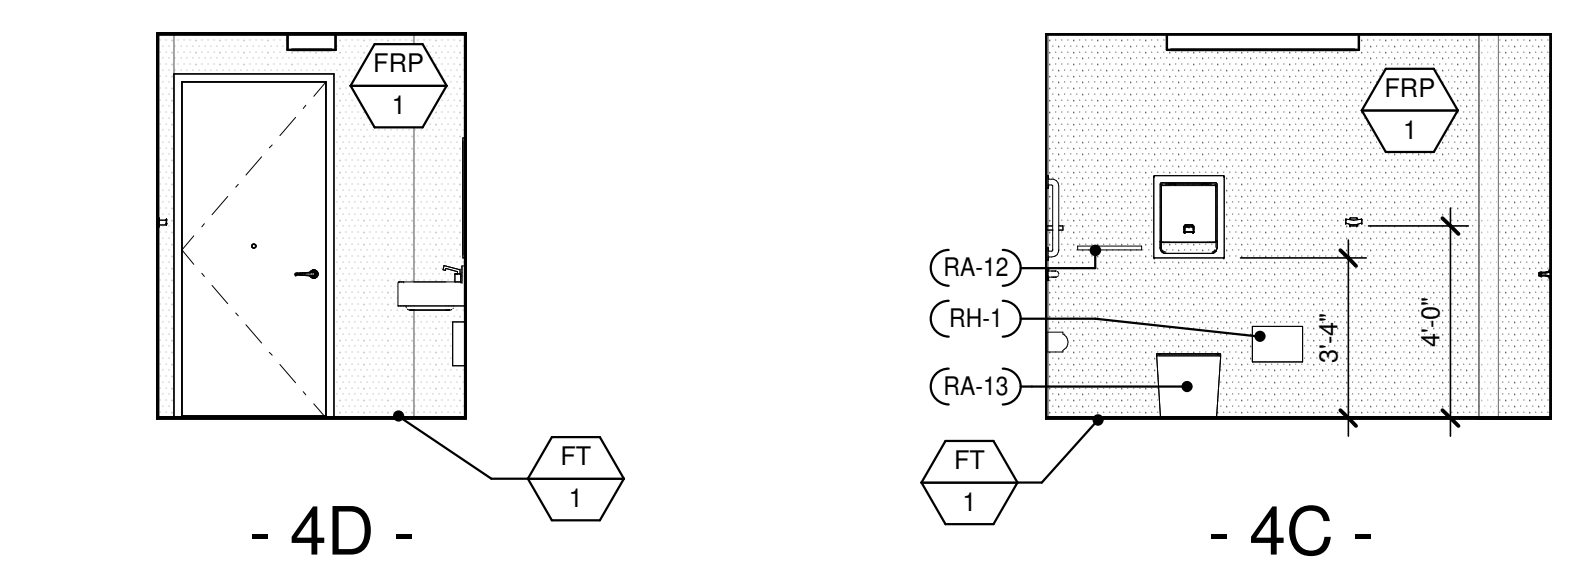 FRP
1
FT
1
- 4D -
FRP
1
RA-12
RH-1
RA-13
3'-4"
4'-0"
FT
1
- 4C -